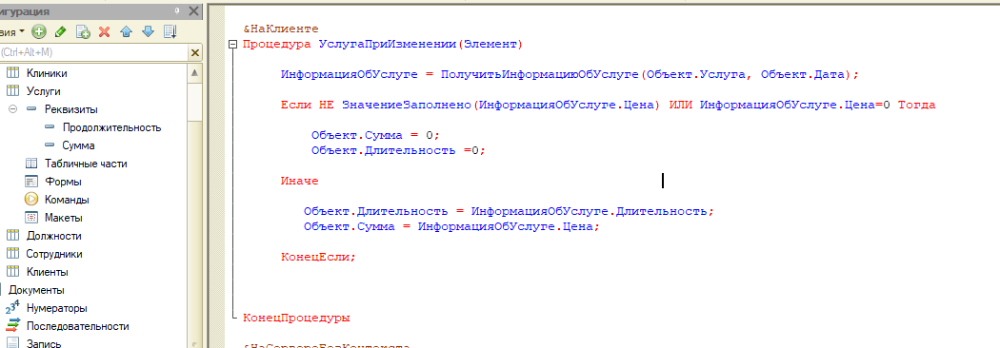 игурация
вия
(Ctrl+Alt+M)
Клиники
Услуги
Реквизиты
Продолжительность
Сумма
Табличные части
Формы
Команды
Макеты
Должности
Сотрудники
Клиенты
Документы
Нумераторы
Последовательности
Запись
&НаКлиенте
Процедура УслугаПриИзменении(Элемент)
ИнформацияОбУслуге = ПолучитьИнформациюОбУслуге(Объект.Услуга, Объект.Дата);
Если НЕ ЗначениеЗаполнено(ИнформацияОбУслуге.Цена) ИЛИ ИнформацияОбУслуге.Цена=0 Тогда
Объект.Сумма = 0;
Объект.Длительность =0;
Иначе
Объект.Длительность = ИнформацияОбУслуге.Длительность;
Объект.Сумма = ИнформацияОбУслуге.Цена;
КонецЕсли;
КонецПроцедуры